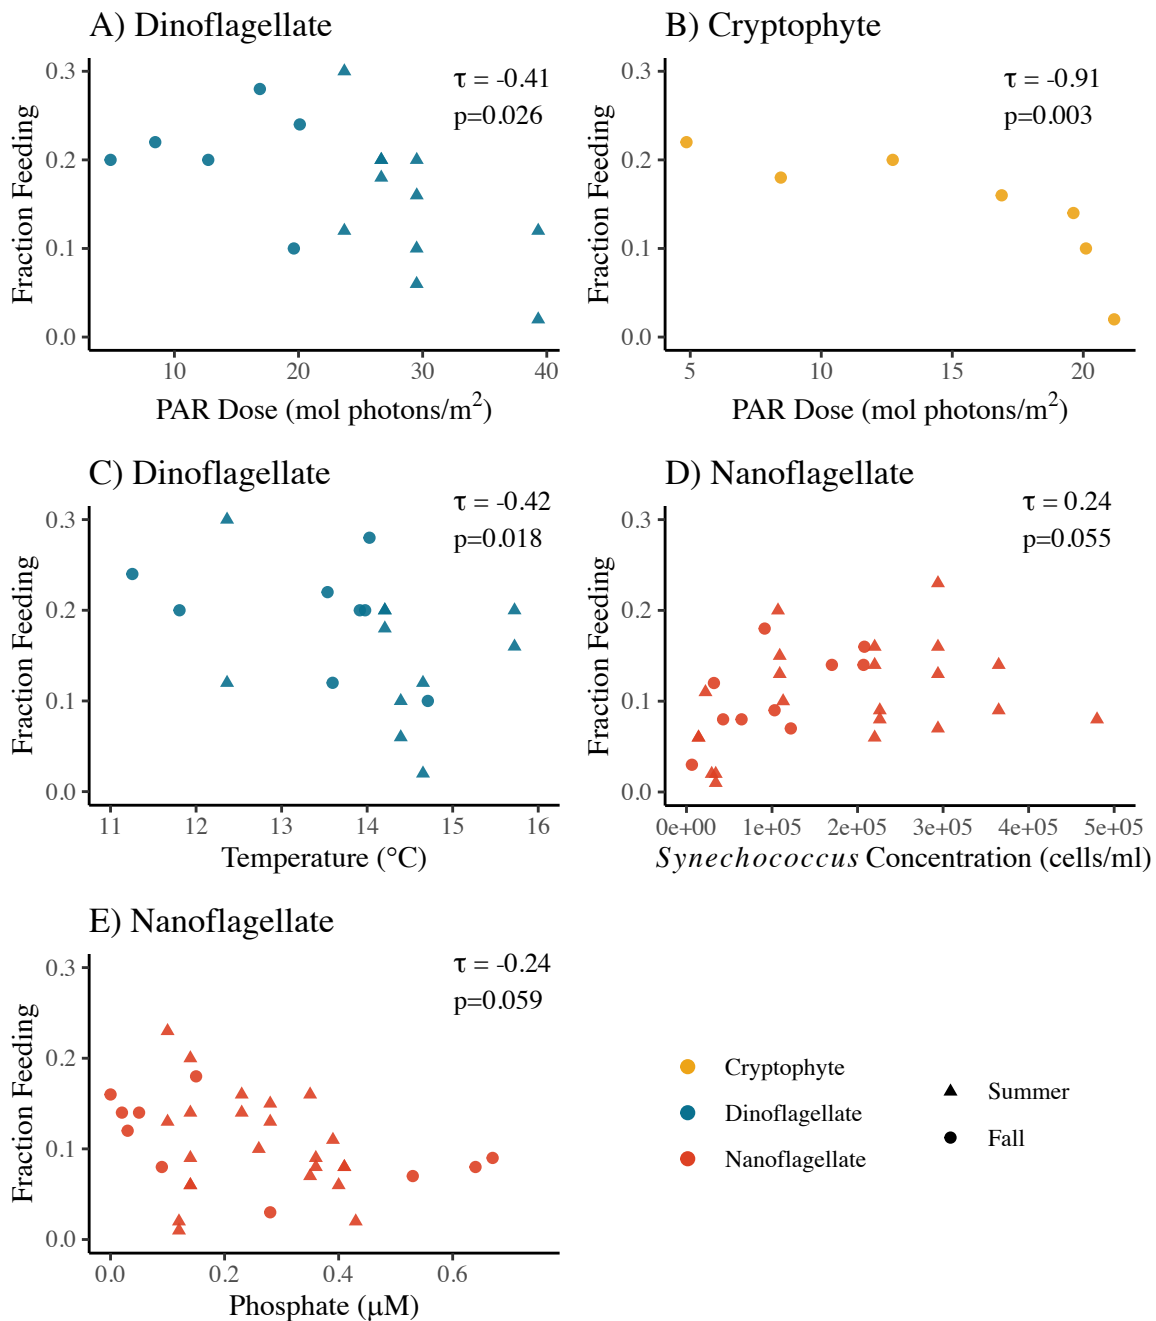 A) Dinoflagellate
τ = -0.41
p=0.026
Fraction Feeding
0.3
0.2
0.1
0.0
10 20 30 40
PAR Dose (mol photons/m²)
B) Cryptophyte
τ = -0.91
p=0.003
Fraction Feeding
0.3
0.2
0.1
0.0
5 10 15 20
PAR Dose (mol photons/m²)
C) Dinoflagellate
τ = -0.42
p=0.018
Fraction Feeding
0.3
0.2
0.1
0.0
11 12 13 14 15 16
Temperature (°C)
D) Nanoflagellate
τ = 0.24
p=0.055
Fraction Feeding
0.3
0.2
0.1
0.0
0e+00 1e+05 2e+05 3e+05 4e+05 5e+05
Synechococcus Concentration (cells/ml)
E) Nanoflagellate
τ = -0.24
p=0.059
Fraction Feeding
0.3
0.2
0.1
0.0
0.0 0.2 0.4 0.6
Phosphate (μM)
Cryptophyte
Dinoflagellate
Nanoflagellate
Summer
Fall